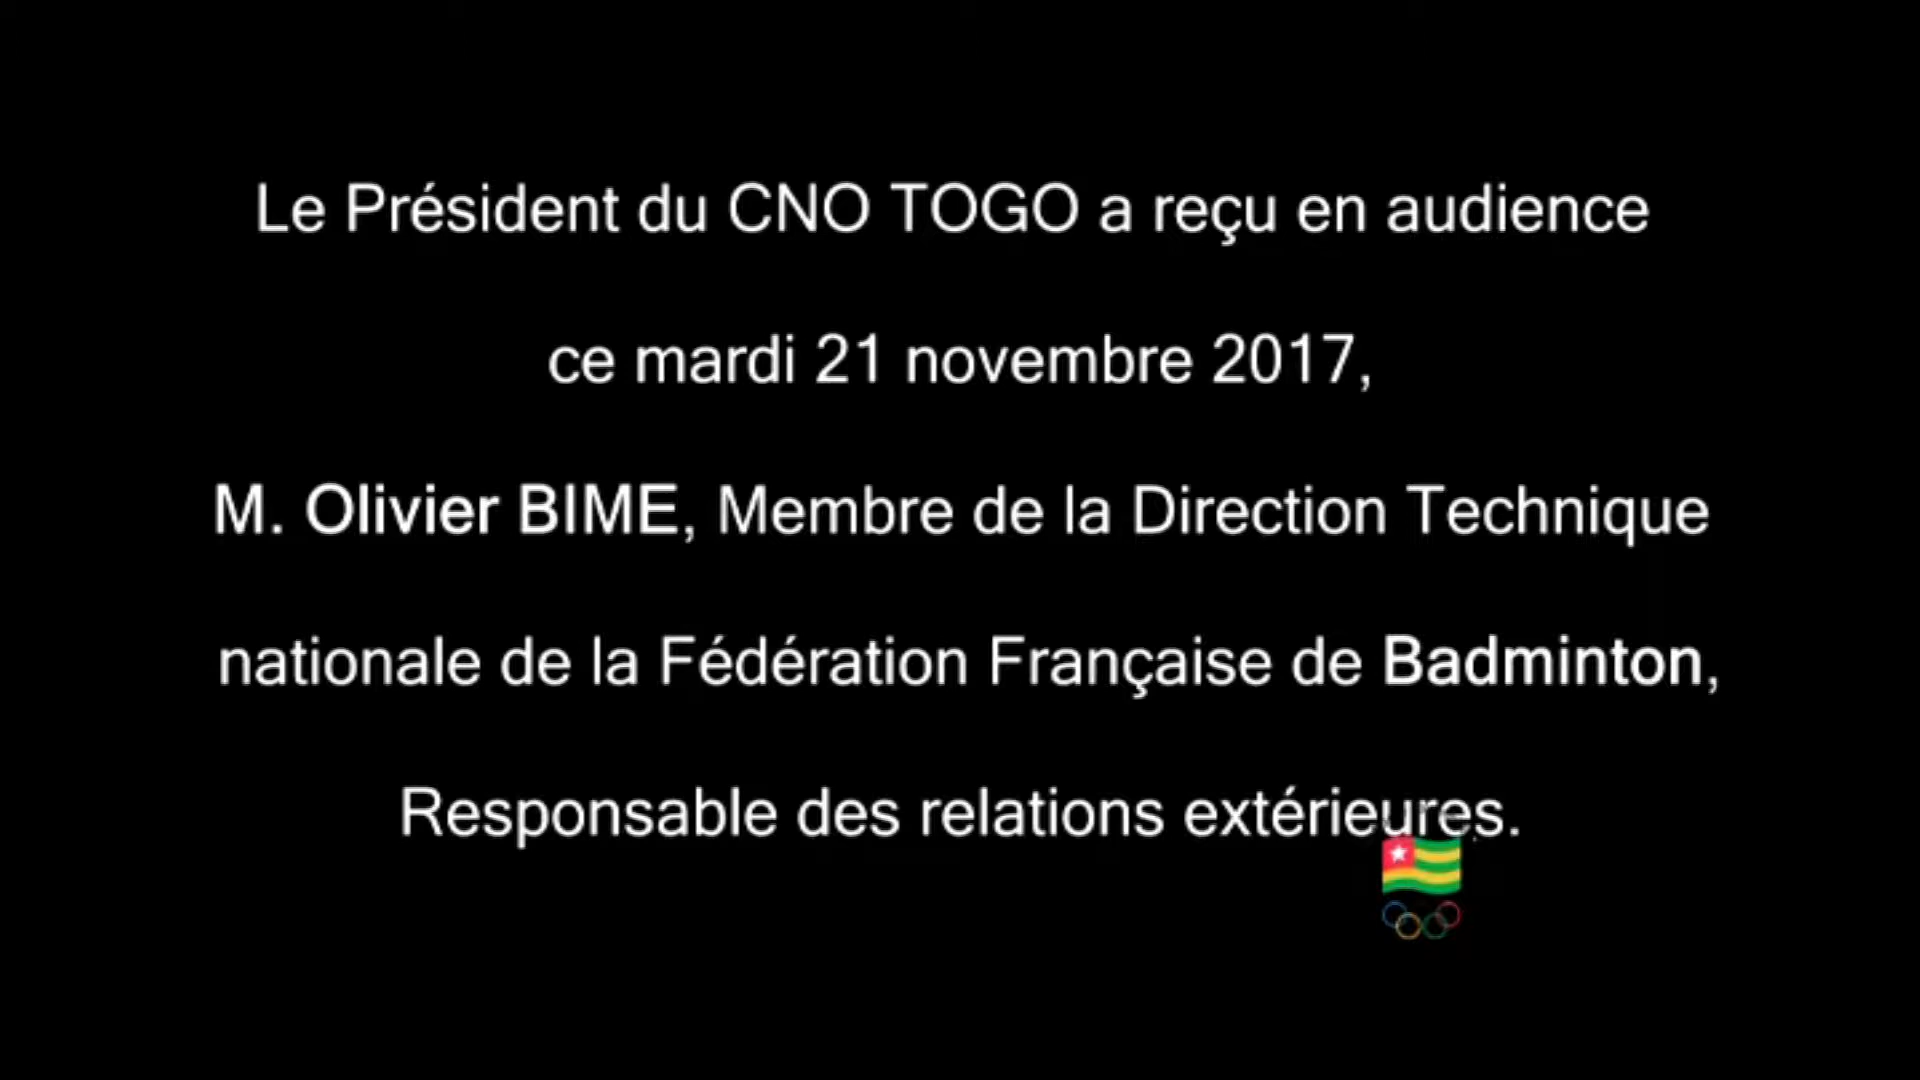 Le Président du CNO TOGO a reçu en audience
ce mardi 21 novembre 2017,
M. Olivier BIME, Membre de la Direction Technique
nationale de la Fédération Française de Badminton,
Responsable des relations extérieures.